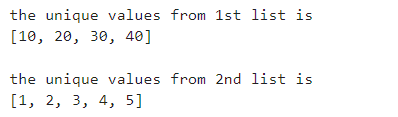 the unique values from 1st list is
[10, 20, 30, 40]
the unique values from 2nd list is
[1, 2, 3, 4, 5]